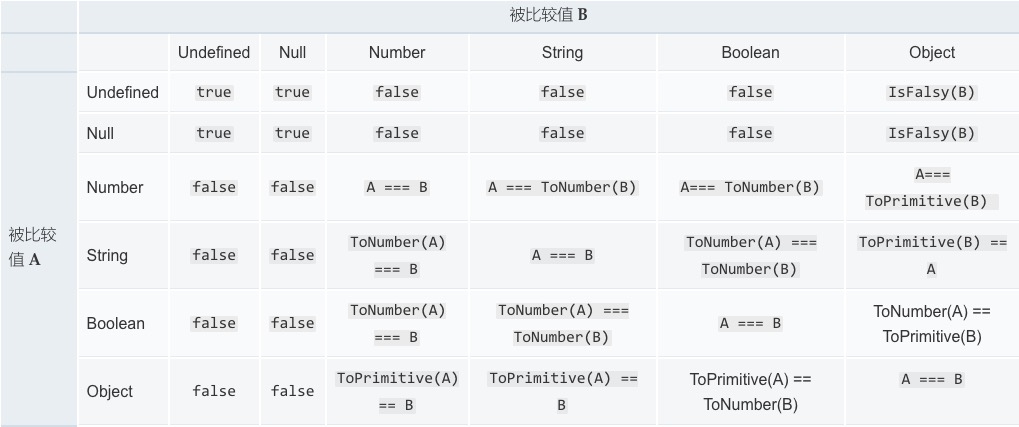 被比较值 B
Undefined Null Number String Boolean Object
被比较
值 A
Undefined true true false false false IsFalsy(B)
Null true true false false false IsFalsy(B)
Number false false A === B A === ToNumber(B) A=== ToNumber(B) A===
ToPrimitive(B)
String false false ToNumber(A)
=== B A === B ToNumber(A) ===
ToNumber(B) ToPrimitive(B) ==
A
Boolean false false ToNumber(A)
=== B ToNumber(A) ===
ToNumber(B) A === B ToNumber(A) ==
ToPrimitive(B)
Object false false ToPrimitive(A)
== B ToPrimitive(A) ==
B ToPrimitive(A) ==
ToNumber(B) A === B